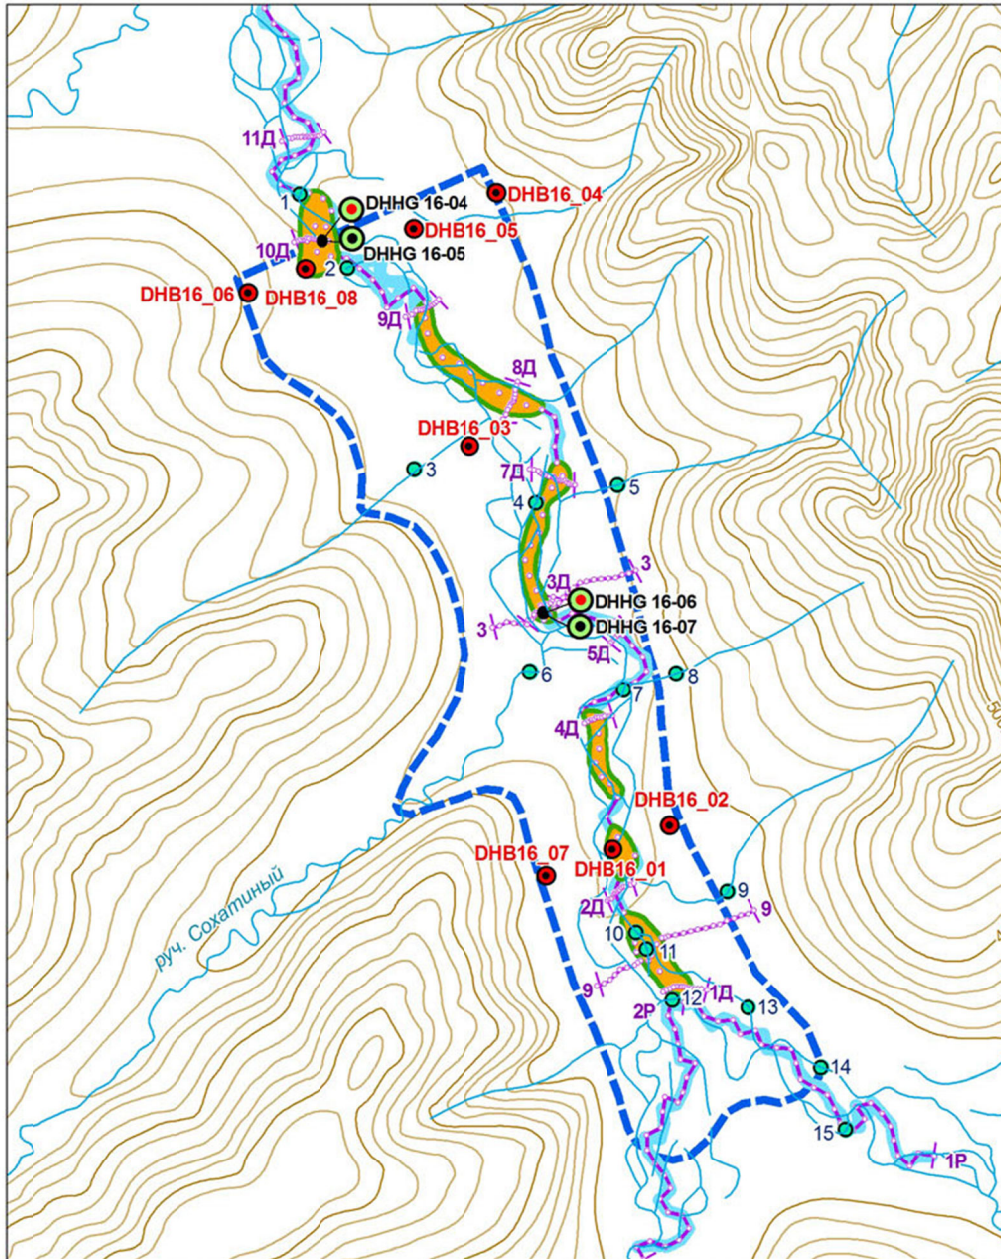 11Д
DHB16_04
1
DHHG 16-04
DHB16_05
10Д
DHHG 16-05
2
DHB16_06
DHB16_08
9Д
8Д
DHB16_03
3
7Д
5
4
3
3Д
DHHG 16-06
3
DHHG 16-07
5Д
6
8
7
4Д
DHB16_02
DHB16_07
DHB16_01
9
2Д
9
10
11
руч. Сохатиный
9
1Д
12
2Р
13
14
15
1Р